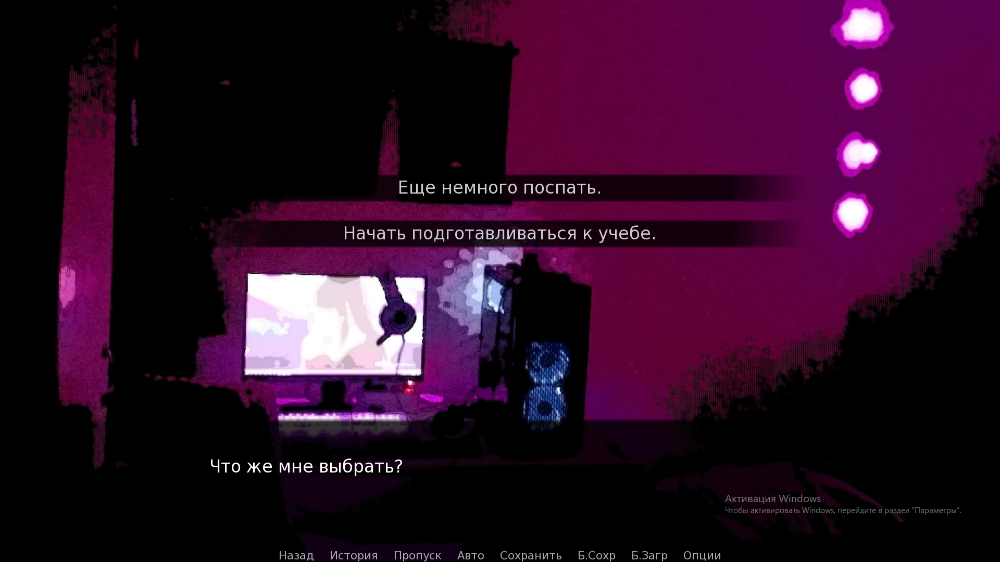 Еще немного поспать.
Начать подготавливаться к учебе.
Что же мне выбрать?
Активация Windows
Чтобы активировать Windows, перейдите в раздел "Параметры".
Назад История Пропуск Авто Сохранить Б.Сохр Б.Загр Опции